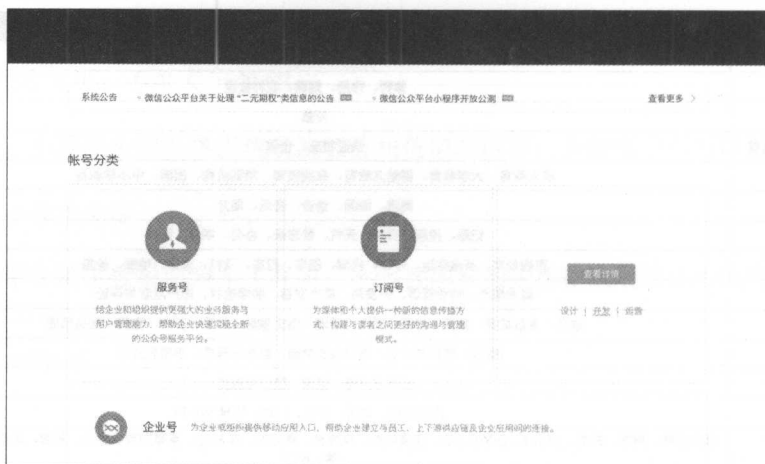 系统公告 微信公众平台关于处理“二元期权”类信息的公告 微信公众平台小程序开放公测 查看更多 >
帐号分类
服务号
给企业和组织提供更强大的业务服务与
用户管理能力，帮助企业快速实现全新
的公众号服务平台。
订阅号
为媒体和个人提供一种新的信息传播方
式，构建与读者之间更好的沟通与管理
模式。
查看详情
设计 | 开发 | 运营
企业号 为企业或组织提供移动应用入口，帮助企业建立与员工、上下游供应链及企业应用间的连接。